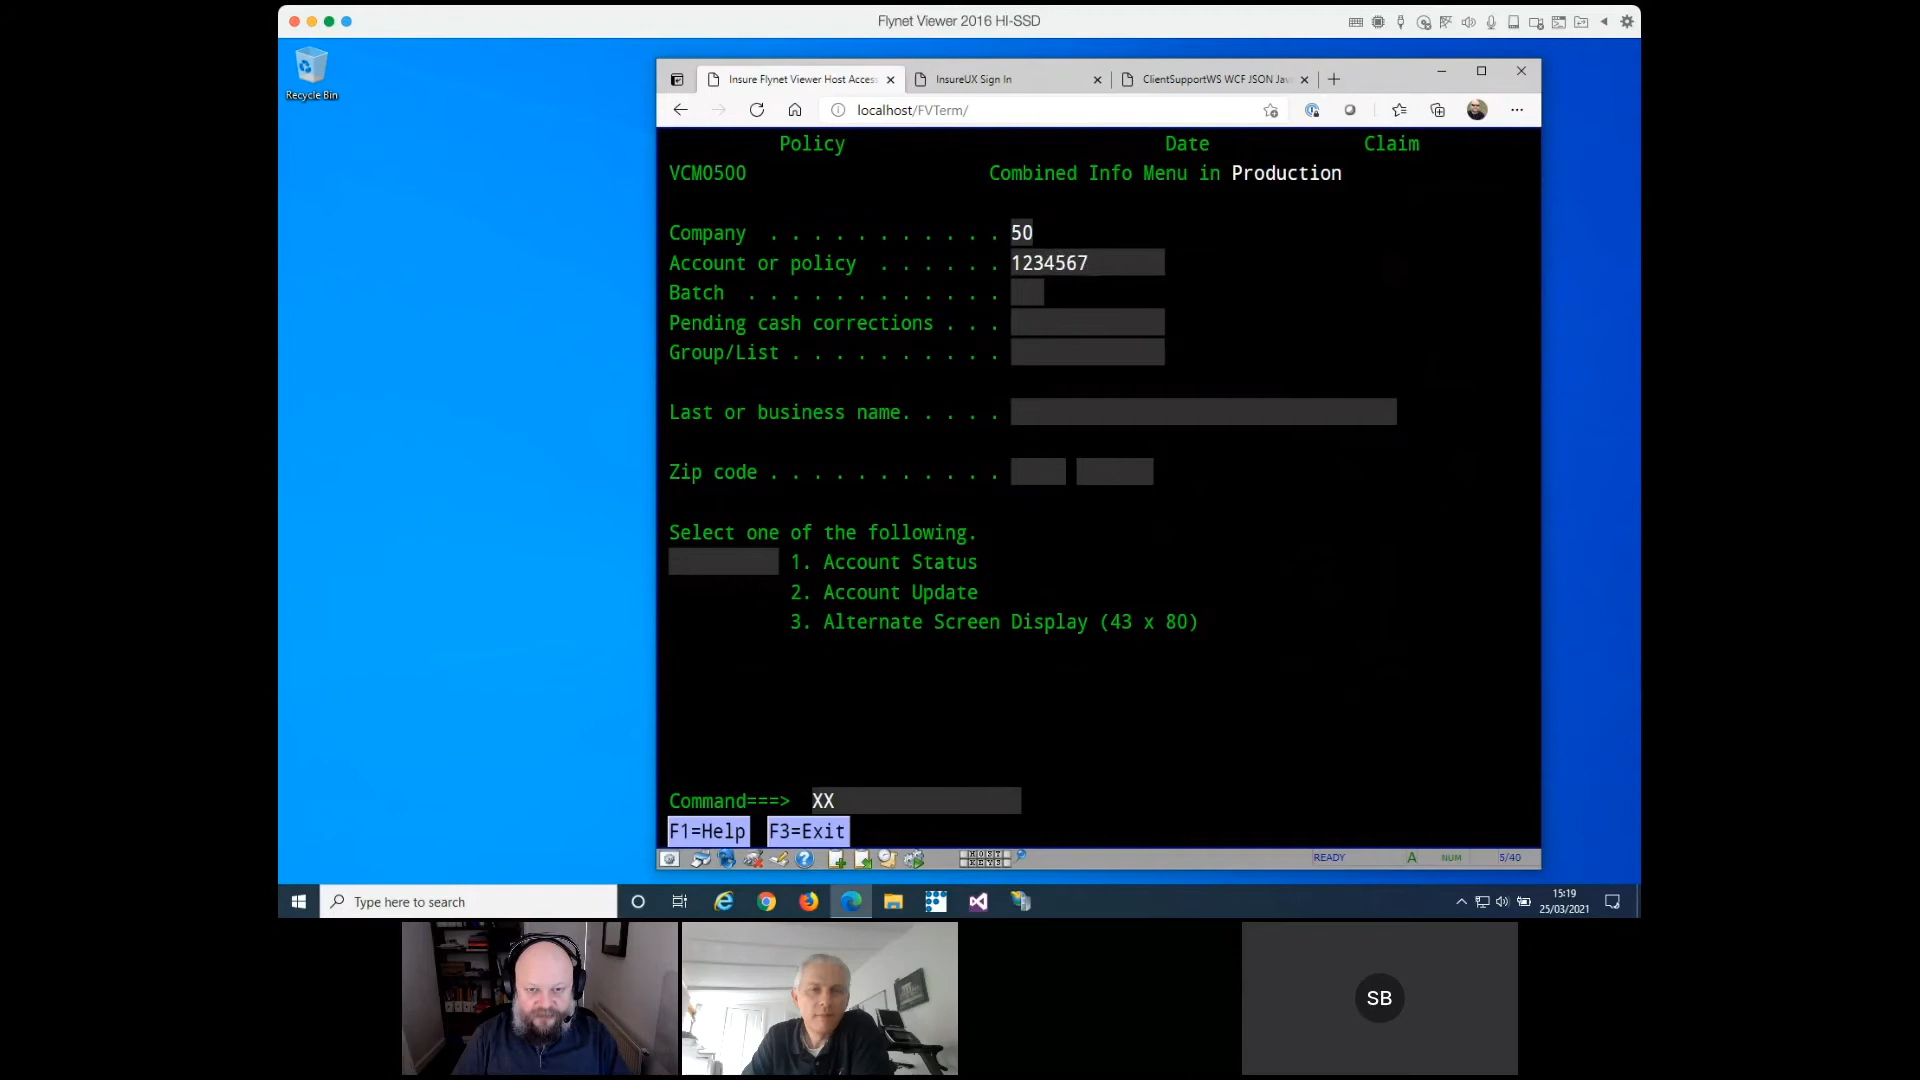 Flynet Viewer 2016 HI-SSD
Recycle Bin
Insure Flynet Viewer Host Acces
InsureUX Sign In
ClientSupportWS WCF JSON Jav
localhost/FVTerm/
Policy Date Claim
VCM0500 Combined Info Menu in Production
Company . . . . . . . . . . . 50
Account or policy . . . . . . 1234567
Batch . . . . . . . . . . . .
Pending cash corrections . . .
Group/List . . . . . . . . . .
Last or business name. . . . .
Zip code . . . . . . . . . . .
Select one of the following.
1. Account Status
2. Account Update
3. Alternate Screen Display (43 x 80)
Command===> XX
F1=Help F3=Exit
HOST
KEYS
READY A NUM 5/40
Type here to search
15:19
25/03/2021
SB